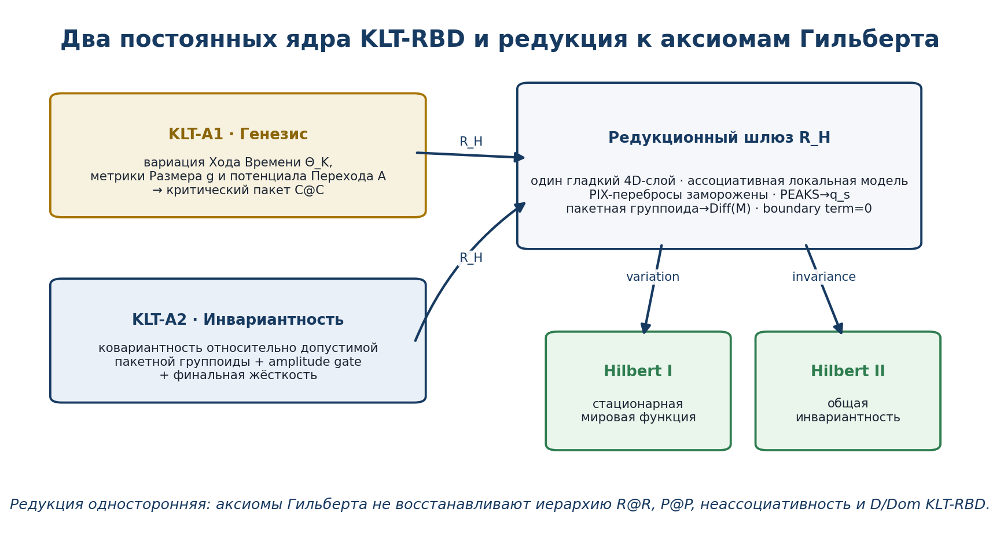 Два постоянных ядра KLT-RBD и редукция к аксиомам Гильберта
KLT-A1 · Генезис
вариация Хода Времени Θ_K,
метрики Размера g и потенциала Перехода A
→ критический пакет C@C
R_H
Редукционный шлюз R_H
один гладкий 4D-слой · ассоциативная локальная модель
PIX-перебросы заморожены · PEAKS→q_s
пакетная группоида→Diff(M) · boundary term=0
R_H
KLT-A2 · Инвариантность
ковариантность относительно допустимой
пакетной группоиды + amplitude gate
+ финальная жёсткость
variation
invariance
Hilbert I
стационарная
мировая функция
Hilbert II
общая
инвариантность
Редукция односторонняя: аксиомы Гильберта не восстанавливают иерархию R@R, P@P, неассоциативность и D/Dom KLT-RBD.